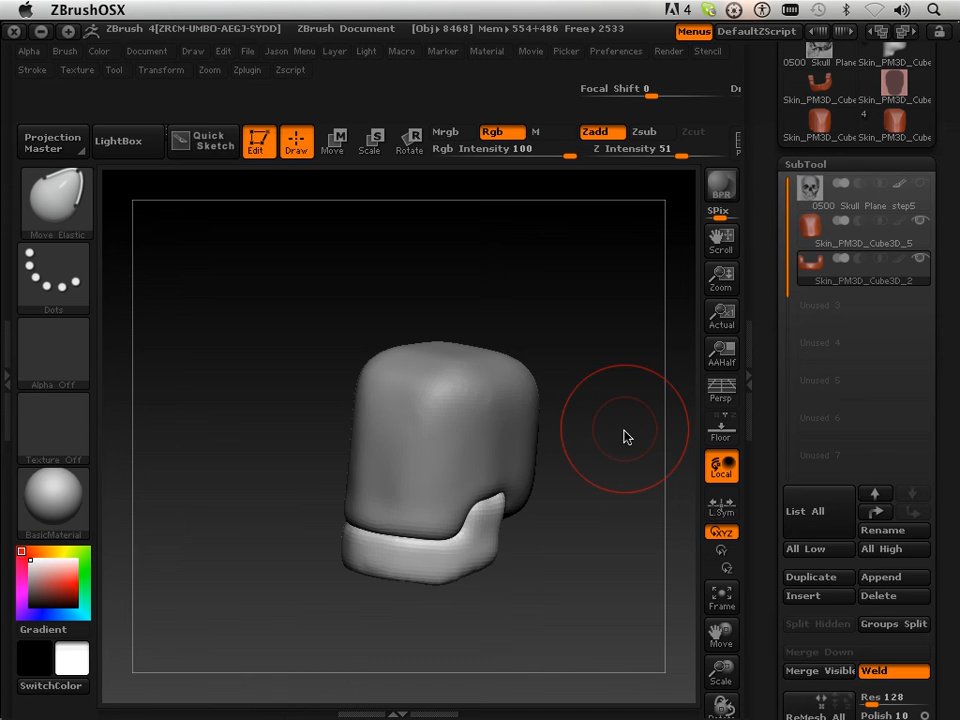 ZBrushOSX
4
ZBrush 4[ZRCM-UMBO-AEGJ-SYDD] ZBrush Document [Obj>8468] Mem>554+486 Free>2533 Menus DefaultZScript
Alpha Brush Color Document Draw Edit File Jason Menu Layer Light Macro Marker Material Movie Picker Preferences Render Stencil
Stroke Texture Tool Transform Zoom Zplugin Zscript
Focal Shift 0
Projection Master
LightBox
Quick Sketch
Edit Draw Move Scale Rotate
Mrgb Rgb M
Rgb Intensity 100
Zadd Zsub Zcut
Z Intensity 51
Move Elastic
Dots
Alpha Off
Texture Off
BasicMaterial
Gradient
SwitchColor
BPR
SPix
Scroll
Zoom
Actual
AAHalf
Persp
Floor
Local
L.Sym
XYZ
Frame
Move
Scale
0500 Skull Plane Skin_PM3D_Cube
Skin_PM3D_Cube Skin_PM3D_Cube
4
Skin_PM3D_Cube Skin_PM3D_Cube
SubTool
0500 Skull Plane step5
Skin_PM3D_Cube3D_5
Skin_PM3D_Cube3D_2
Unused 3
Unused 4
Unused 5
Unused 6
Unused 7
List All
Rename
All Low All High
Duplicate Append
Insert Delete
Split Hidden Groups Split
Merge Down
Merge Visible Weld
ReMesh All
Res 128
Polish 10